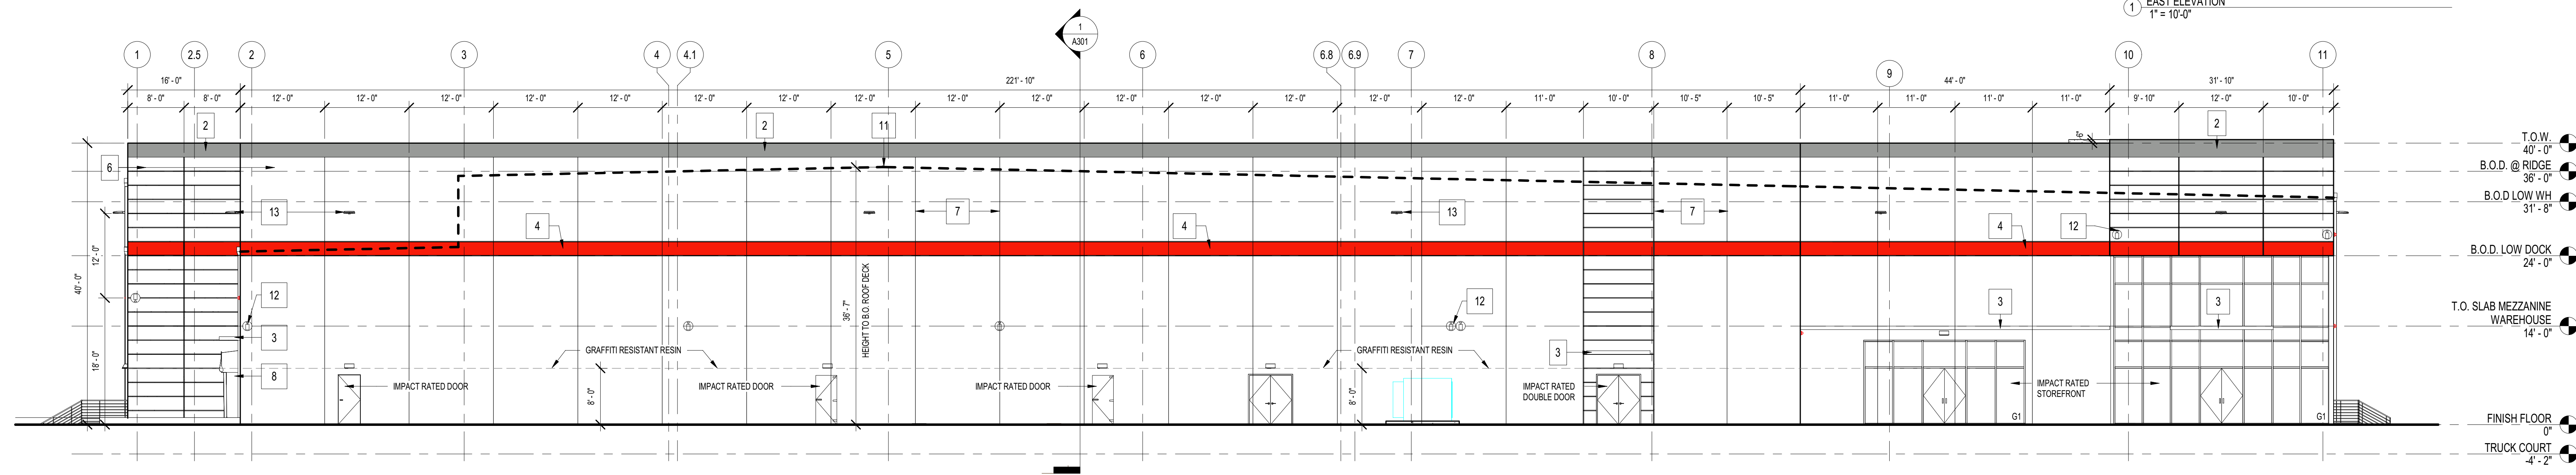 1 EAST ELEVATION
1" = 10'-0"
1
A301
1 2.5 2 3 4 4.1 5 6 6.8 6.9 7 8 9 10 11
16' - 0" 221' - 10" 44' - 0" 31' - 10"
8' - 0" 8' - 0" 12' - 0" 12' - 0" 12' - 0" 12' - 0" 12' - 0" 12' - 0" 12' - 0" 12' - 0" 12' - 0" 12' - 0" 12' - 0" 12' - 0" 12' - 0" 12' - 0" 12' - 0" 11' - 0" 10' - 0" 10' - 5" 10' - 5" 11' - 0" 11' - 0" 11' - 0" 11' - 0" 9' - 10" 12' - 0" 10' - 0"
2 2 11 2
6"
T.O.W.
40' - 0"
6
B.O.D. @ RIDGE
36' - 0"
B.O.D LOW WH
31' - 8"
13 7 13 7
4 4 4 12
B.O.D. LOW DOCK
24' - 0"
12' - 0"
40' - 0"
18' - 0"
36' - 7"
HEIGHT TO B.O. ROOF DECK
12 12 3 3
T.O. SLAB MEZZANINE
WAREHOUSE
14' - 0"
3
GRAFFITI RESISTANT RESIN GRAFFITI RESISTANT RESIN 3
8
IMPACT RATED DOOR IMPACT RATED DOOR IMPACT RATED DOOR
IMPACT RATED
DOUBLE DOOR
IMPACT RATED
STOREFRONT
8' - 0" 8' - 0"
G1 G1
FINISH FLOOR
0"
TRUCK COURT
-4' - 2"